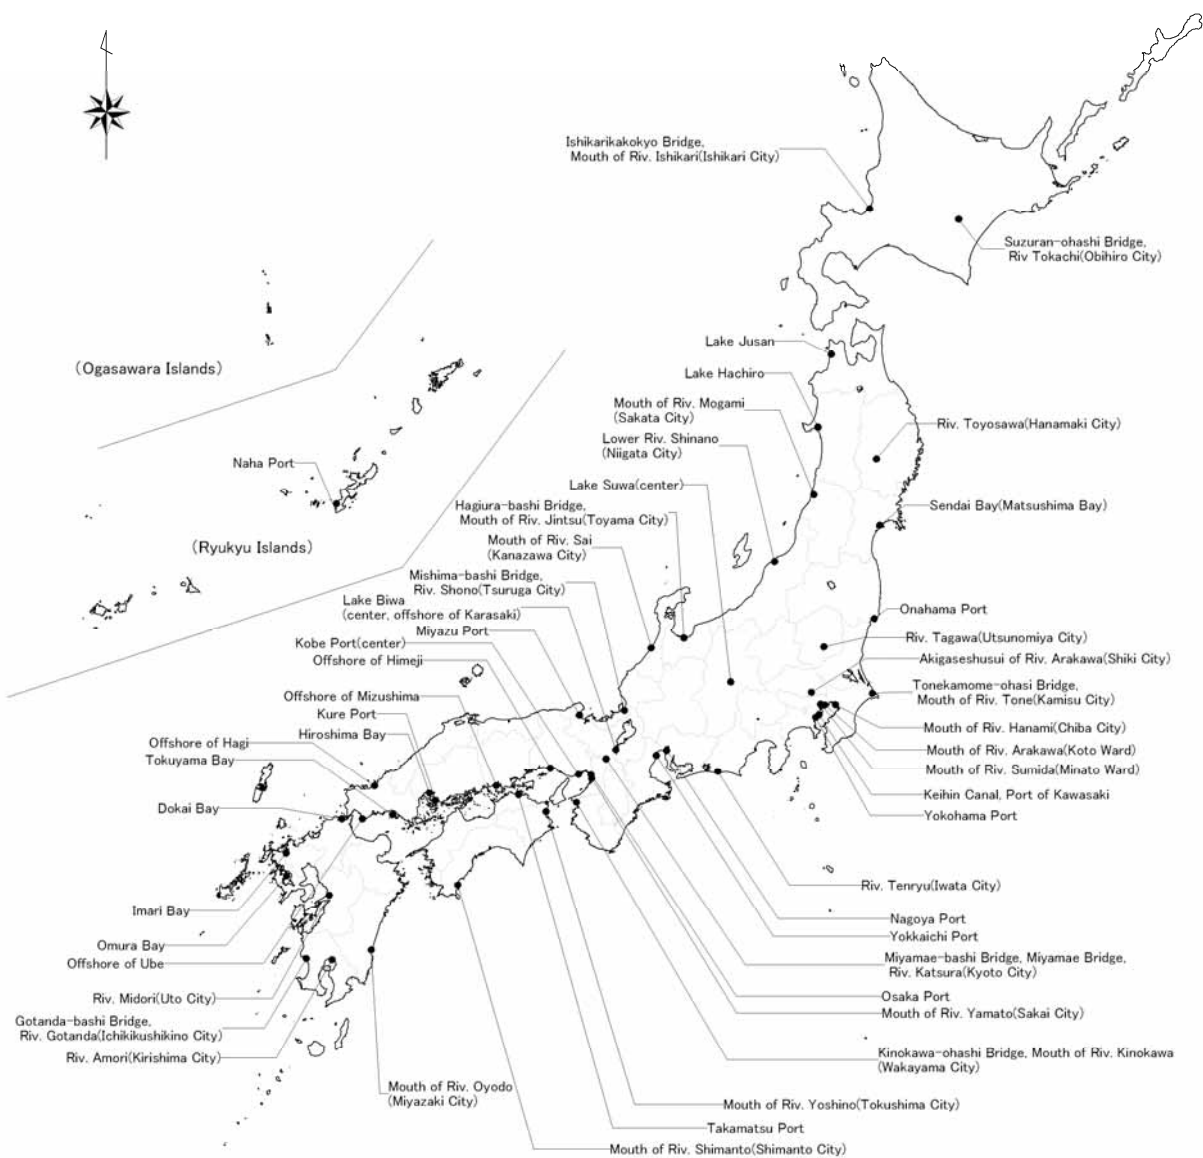 Ishikarikakokyo Bridge,
Mouth of Riv. Ishikari(Ishikari City)
Suzuran-ohashi Bridge,
Riv Tokachi(Obihiro City)
Lake Jusan
(Ogasawara Islands)
Lake Hachiro
Mouth of Riv. Mogami
(Sakata City)
Riv. Toyosawa(Hanamaki City)
Lower Riv. Shinano
(Niigata City)
Naha Port
Lake Suwa(center)
Hagiura-bashi Bridge,
Mouth of Riv. Jintsu(Toyama City)
Sendai Bay(Matsushima Bay)
Mouth of Riv. Sai
(Kanazawa City)
(Ryukyu Islands)
Mishima-bashi Bridge,
Riv. Shono(Tsuruga City)
Lake Biwa
(center, offshore of Karasaki)
Onahama Port
Miyazu Port
Riv. Tagawa(Utsunomiya City)
Kobe Port(center)
Offshore of Himeji
Akigaseshusui of Riv. Arakawa(Shiki City)
Tonekamome-ohasi Bridge,
Mouth of Riv. Tone(Kamisu City)
Offshore of Mizushima
Kure Port
Mouth of Riv. Hanami(Chiba City)
Hiroshima Bay
Offshore of Hagi
Mouth of Riv. Arakawa(Koto Ward)
Tokuyama Bay
Mouth of Riv. Sumida(Minato Ward)
Keihin Canal, Port of Kawasaki
Dokai Bay
Yokohama Port
Riv. Tenryu(Iwata City)
Imari Bay
Nagoya Port
Yokkaichi Port
Omura Bay
Offshore of Ube
Miyamae-bashi Bridge, Miyamae Bridge,
Riv. Katsura(Kyoto City)
Riv. Midori(Uto City)
Osaka Port
Mouth of Riv. Yamato(Sakai City)
Gotanda-bashi Bridge,
Riv. Gotanda(Ichikikushikino City)
Riv. Amori(Kirishima City)
Kinokawa-ohashi Bridge, Mouth of Riv. Kinokawa
(Wakayama City)
Mouth of Riv. Oyodo
(Miyazaki City)
Mouth of Riv. Yoshino(Tokushima City)
Takamatsu Port
Mouth of Riv. Shimanto(Shimanto City)